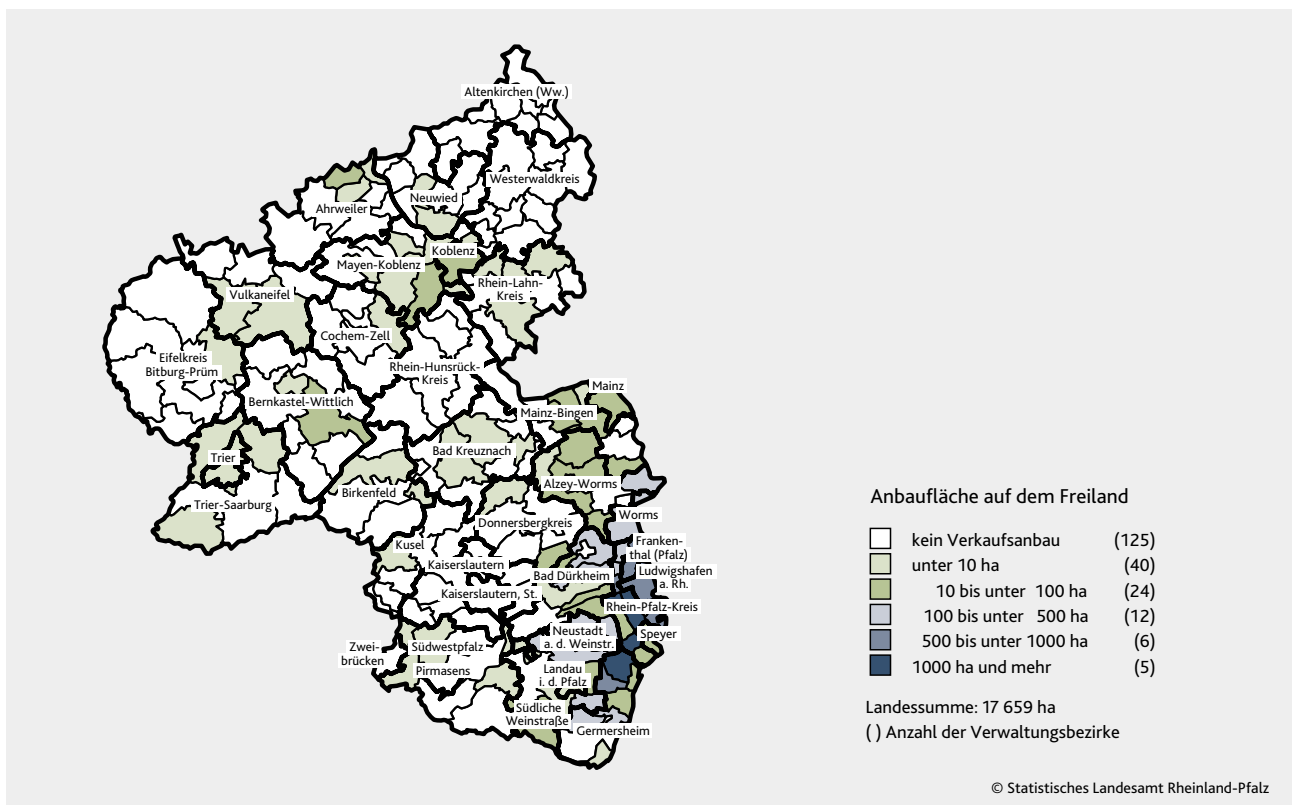 Altenkirchen (Ww.)
Westerwaldkreis
Neuwied
Ahrweiler
Koblenz
Mayen-Koblenz
Rhein-Lahn-
Kreis
Vulkaneifel
Cochem-Zell
Eifelkreis
Bitburg-Prüm
Rhein-Hunsrück-
Kreis
Mainz
Bernkastel-Wittlich
Mainz-Bingen
Bad Kreuznach
Trier
Alzey-Worms
Birkenfeld
Trier-Saarburg
Worms
Donnersbergkreis
Kusel
Franken-
thal (Pfalz)
Kaiserslautern
Ludwigshafen
a. Rh.
Bad Dürkheim
Kaiserslautern, St.
Rhein-Pfalz-Kreis
Neustadt
a. d. Weinstr.
Speyer
Zwei-
brücken
Südwestpfalz
Pirmasens
Landau
i. d. Pfalz
Südliche
Weinstraße
Germersheim
Anbaufläche auf dem Freiland
kein Verkaufsanbau (125)
unter 10 ha (40)
10 bis unter 100 ha (24)
100 bis unter 500 ha (12)
500 bis unter 1000 ha (6)
1000 ha und mehr (5)
Landessumme: 17 659 ha
( ) Anzahl der Verwaltungsbezirke
© Statistisches Landesamt Rheinland-Pfalz